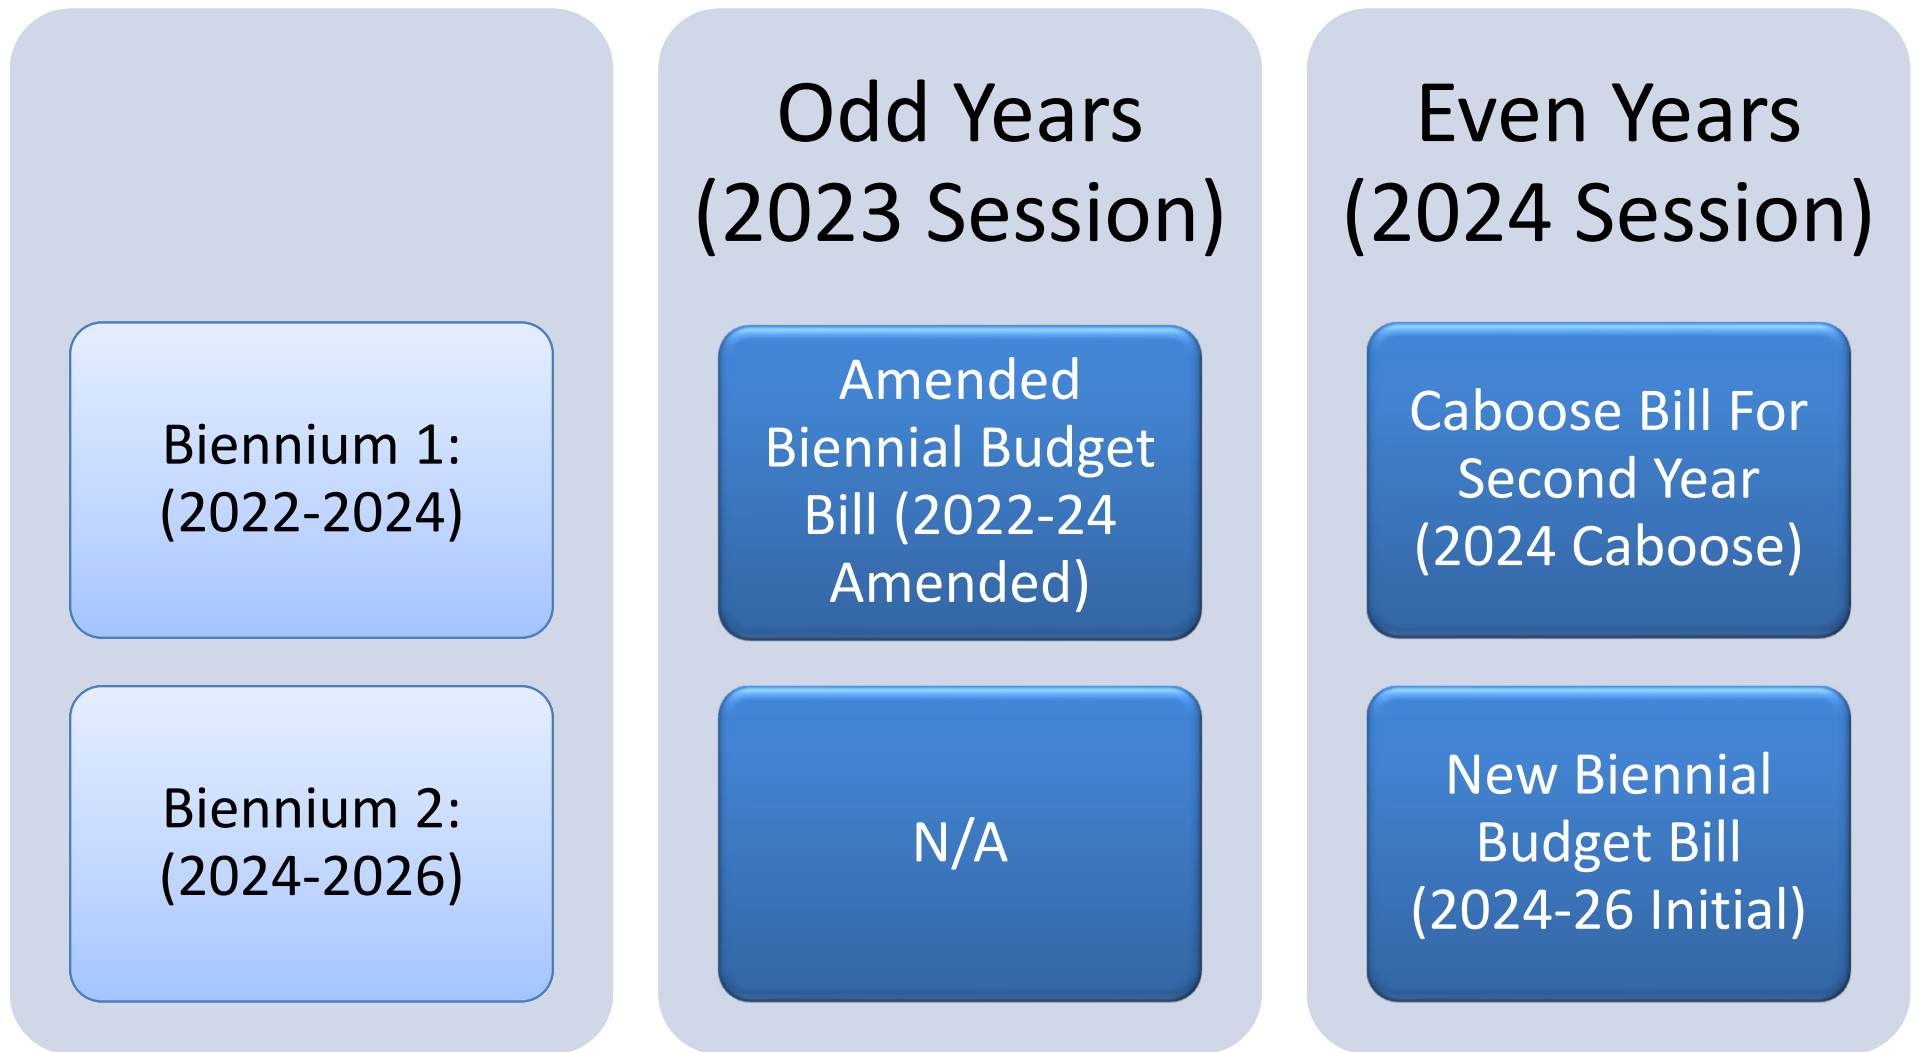 Odd Years
(2023 Session)
Even Years
(2024 Session)
Biennium 1:
(2022-2024)
Amended
Biennial Budget
Bill (2022-24
Amended)
Caboose Bill For
Second Year
(2024 Caboose)
Biennium 2:
(2024-2026)
N/A
New Biennial
Budget Bill
(2024-26 Initial)